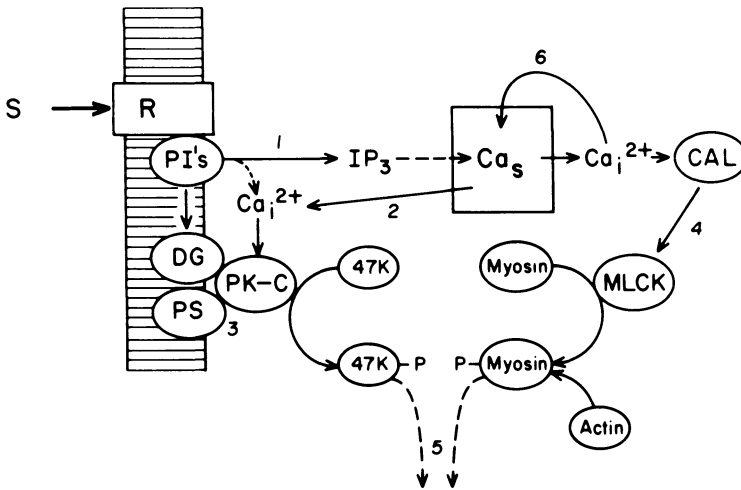 6
S
R
1
PI's
IP₃
Caₛ
Caᵢ²⁺
CAL
Caᵢ²⁺
2
4
DG
PK-C
47K
Myosin
MLCK
PS
3
47K
P
P
Myosin
5
Actin